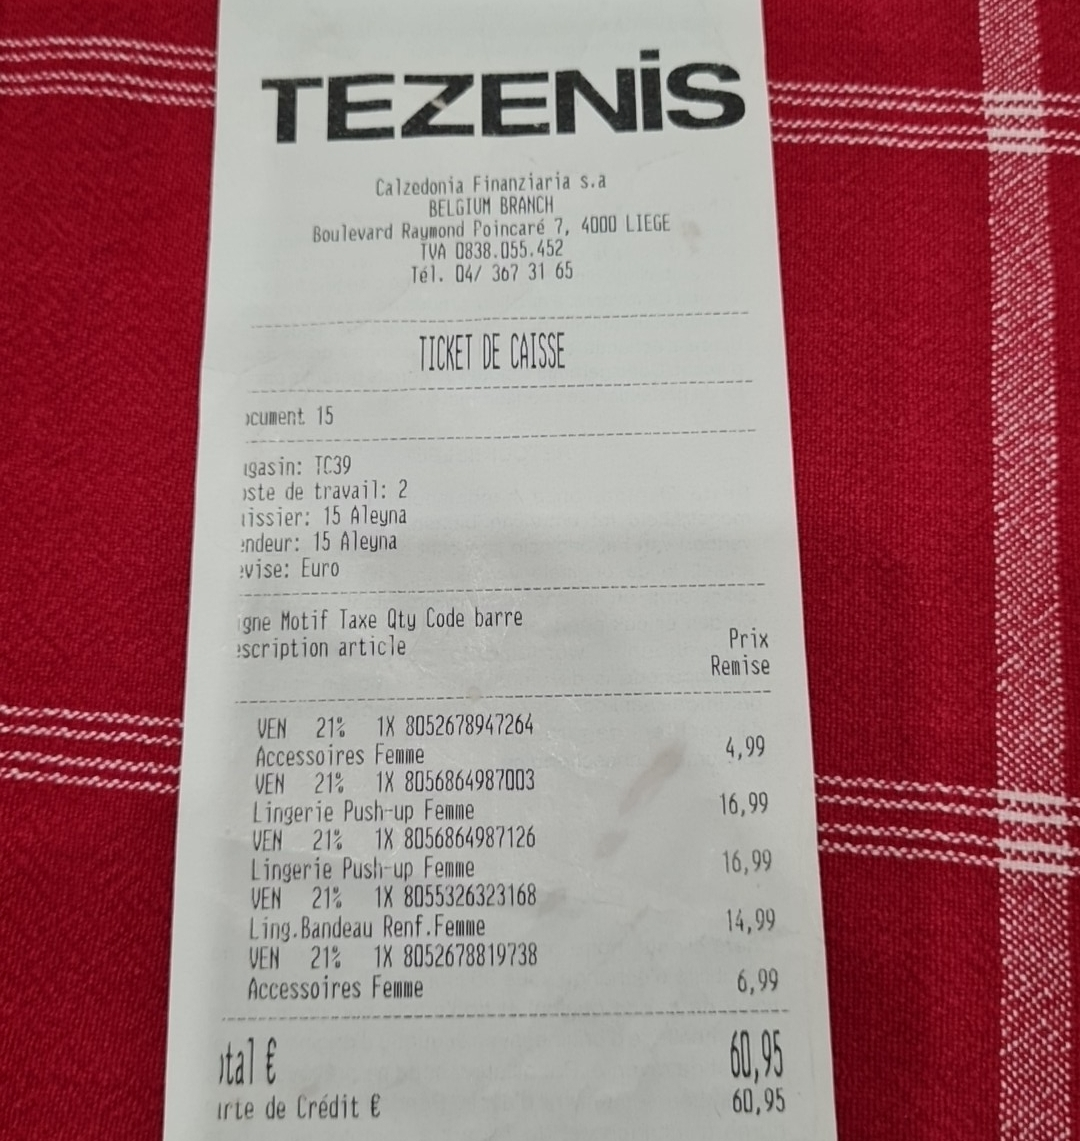 TEZENiS
Calzedonia Finanziaria s.a
BELGIUM BRANCH
Boulevard Raymond Poincaré 7, 4000 LIEGE
TVA 0838.055.452
Tél. 04/ 367 31 65
TICKET DE CAISSE
ocument 15
agasin: TC39
oste de travail: 2
aissier: 15 Aleyna
endeur: 15 Aleyna
evise: Euro
igne Motif Taxe Qty Code barre
escription article Prix
Remise
VEN 21% 1X 8052678947264
Accessoires Femme 4,99
VEN 21% 1X 8056864987003
Lingerie Push-up Femme 16,99
VEN 21% 1X 8056864987126
Lingerie Push-up Femme 16,99
VEN 21% 1X 8055326323168
Ling.Bandeau Renf.Femme 14,99
VEN 21% 1X 8052678819738
Accessoires Femme 6,99
otal € 60,95
arte de Crédit € 60,95